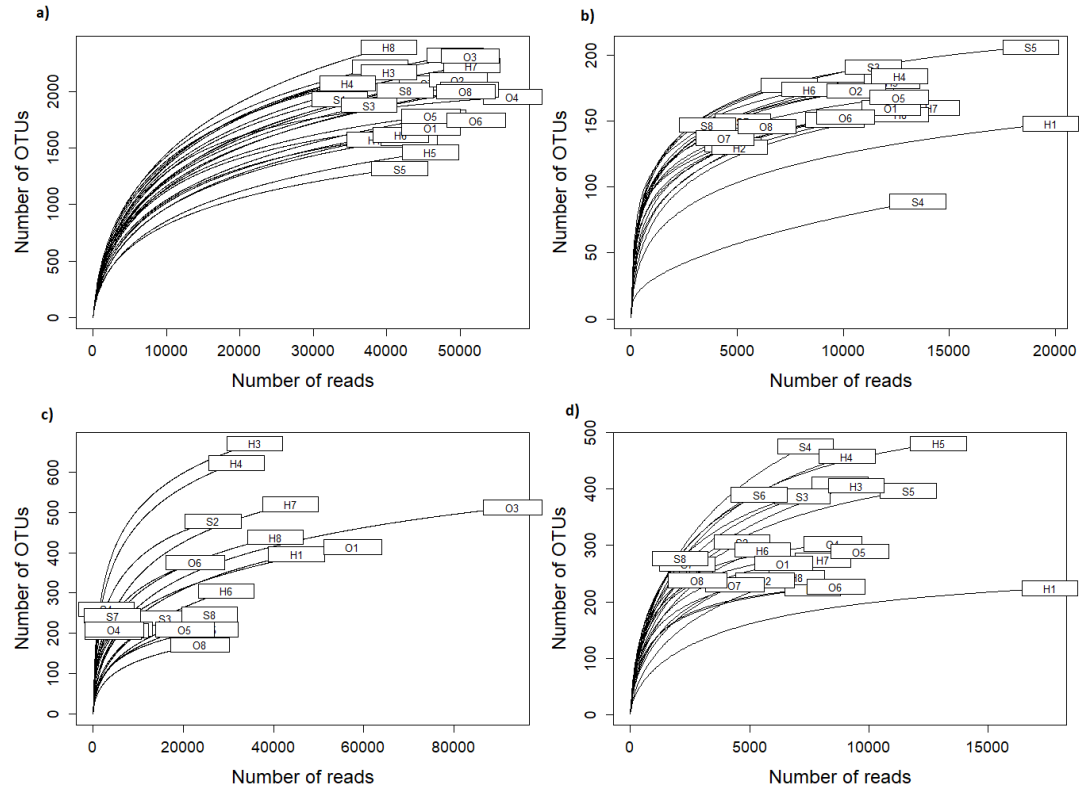 a)
Number of OTUs
2000
1500
1000
500
0
H8
O3
H7
H3
H4
O2
S8
O8
O4
S3
O5
O1
O6
H6
H5
S5
0 10000 20000 30000 40000 50000
Number of reads
b)
Number of OTUs
200
150
100
50
0
S5
S3
H4
H6
O2
O5
O1
H7
S8
O8
O6
O7
H2
H1
S4
0 5000 10000 15000 20000
Number of reads
c)
Number of OTUs
600
500
400
300
200
100
0
H3
H4
H7
O3
S2
H8
O1
H1
O6
H6
S7
S3
S8
O4
O5
O8
0 20000 40000 60000 80000
Number of reads
d)
Number of OTUs
500
400
300
200
100
0
S4
H5
H4
H3
S6
S3
S5
O4
H6
O5
S8
O1
H7
O8
O7
H8
O6
H1
0 5000 10000 15000
Number of reads